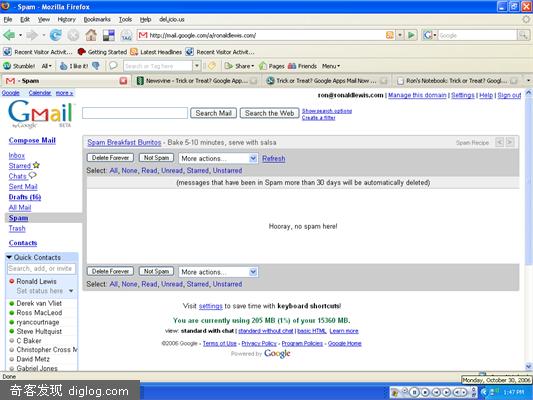 - Spam - Mozilla Firefox
File Edit View History Bookmarks Tools Help del.icio.us
http://mail.google.com/a/ronaldlewis.com/
Google
Recent Visitor Activit... Getting Started Latest Headlines Recent Visitor Activit...
Stumble! All I like it! Search or Tag here Share Pages Friends Menu
- Spam Newsvine - Trick or Treat? Google App... Trick or Treat? Google Apps Mail Now ... Ron's Notebook: Trick or Treat? Googl...
Google Calendar more »
ron@ronaldlewis.com | Manage this domain | Settings | Help | Sign out
Gmail
by Google BETA
Search Mail Search the Web Show search options
Create a filter
Compose Mail
Inbox
Starred
Chats
Sent Mail
Drafts (16)
All Mail
Spam
Trash
Contacts
Quick Contacts
Search, add, or invite
Ronald Lewis
Set status here
Derek van Vliet
Ross MacLeod
ryancourtnage
Steve Hultquist
C Baker
Christopher Cross M
David Metz
Gabriel Jones
Spam Breakfast Burritos - Bake 5-10 minutes, serve with salsa Spam Recipe < >
Delete Forever Not Spam More actions... Refresh
Select: All, None, Read, Unread, Starred, Unstarred
(messages that have been in Spam more than 30 days will be automatically deleted)
Hooray, no spam here!
Delete Forever Not Spam More actions...
Select: All, None, Read, Unread, Starred, Unstarred
Visit settings to save time with keyboard shortcuts!
You are currently using 205 MB (1%) of your 15360 MB.
view: standard with chat | standard without chat | basic HTML Learn more
©2006 Google - Terms of Use - Privacy Policy - Program Policies - Google Home
Powered by Google
Done
Monday, October 30, 2006
1:47 PM
奇客发现 diglog.com